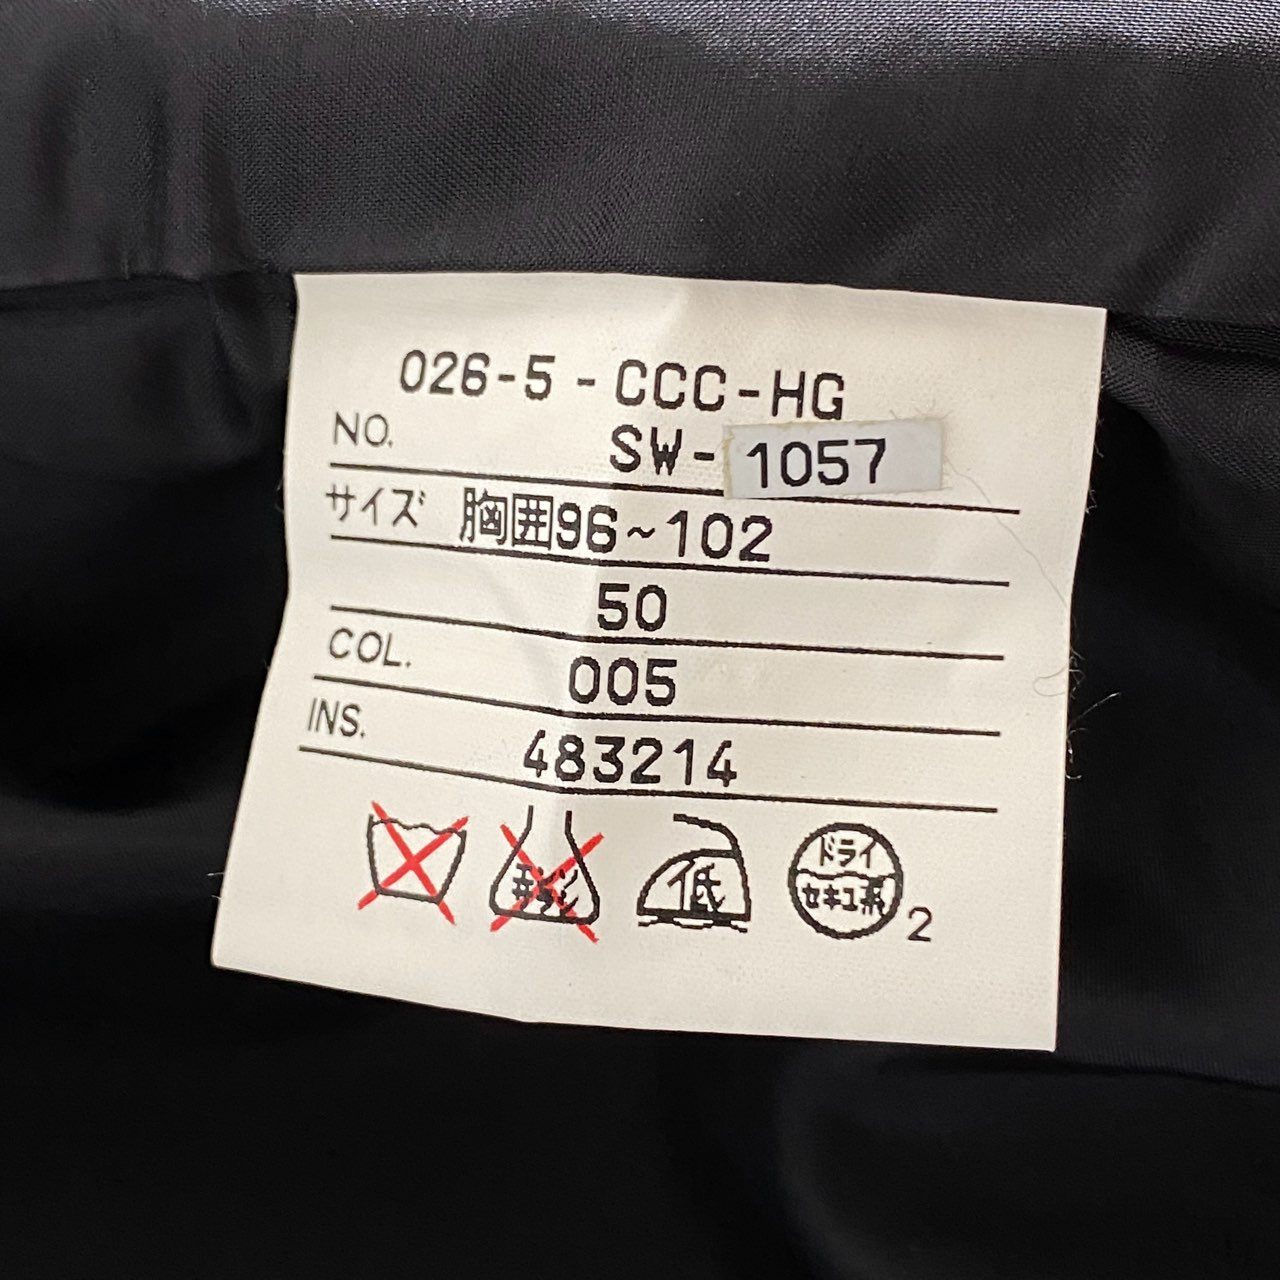 026-5-CCC-HG
NO. SW-1057
サイズ 胸囲96~102
50
COL. 005
INS. 483214
低
ドライ
セキユ系
2